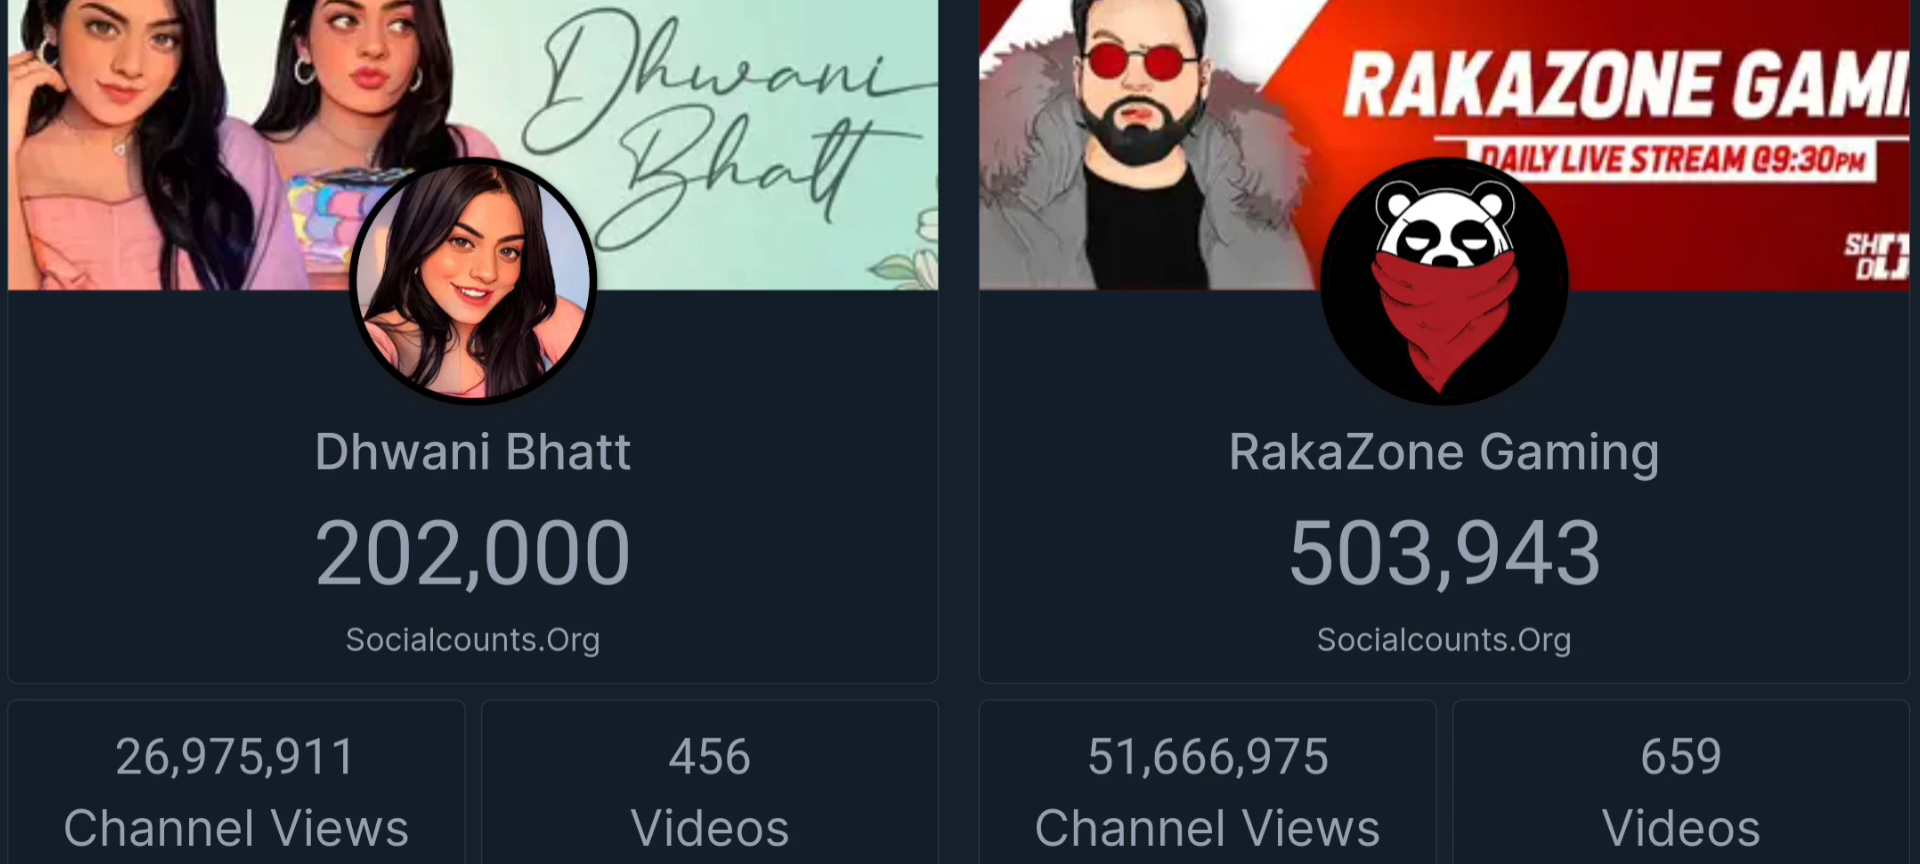 Dhwani
Bhatt
Dhwani Bhatt
202,000
Socialcounts.Org
26,975,911
Channel Views
456
Videos
RAKAZONE GAMI
DAILY LIVE STREAM @9:30PM
RakaZone Gaming
503,943
Socialcounts.Org
51,666,975
Channel Views
659
Videos